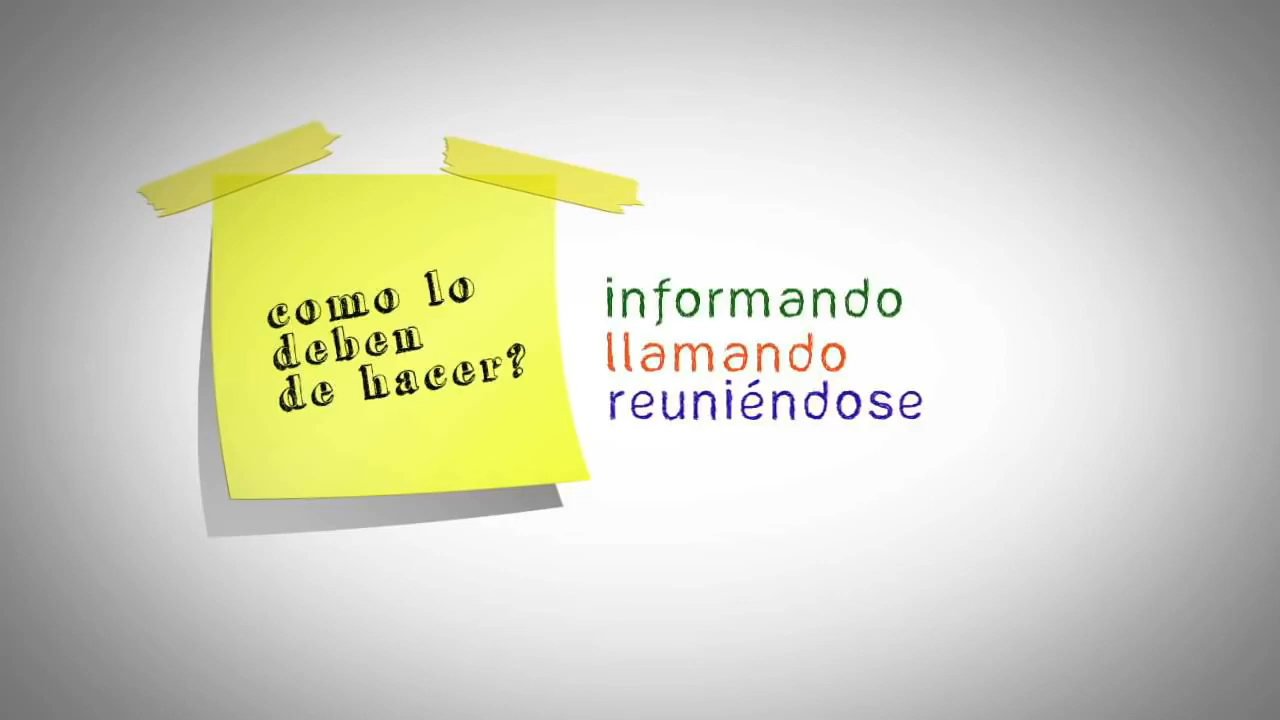 como lo
deben
de hacer?
informando
llamando
reuniéndose